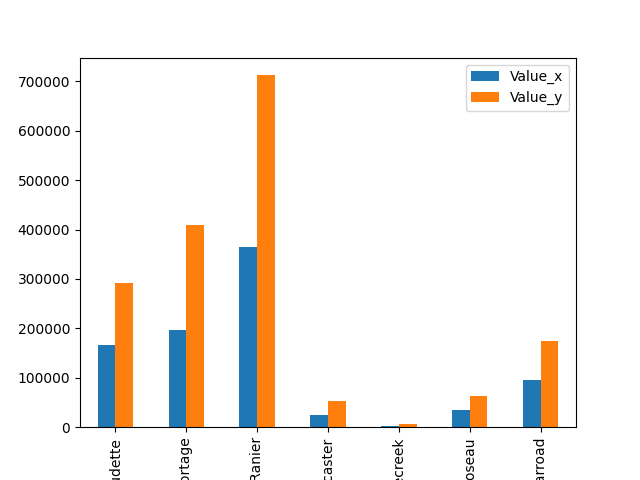 Value_x
Value_y
700000
600000
500000
400000
300000
200000
100000
0
udette
ortage
Ranier
caster
ecreek
oseau
arroad